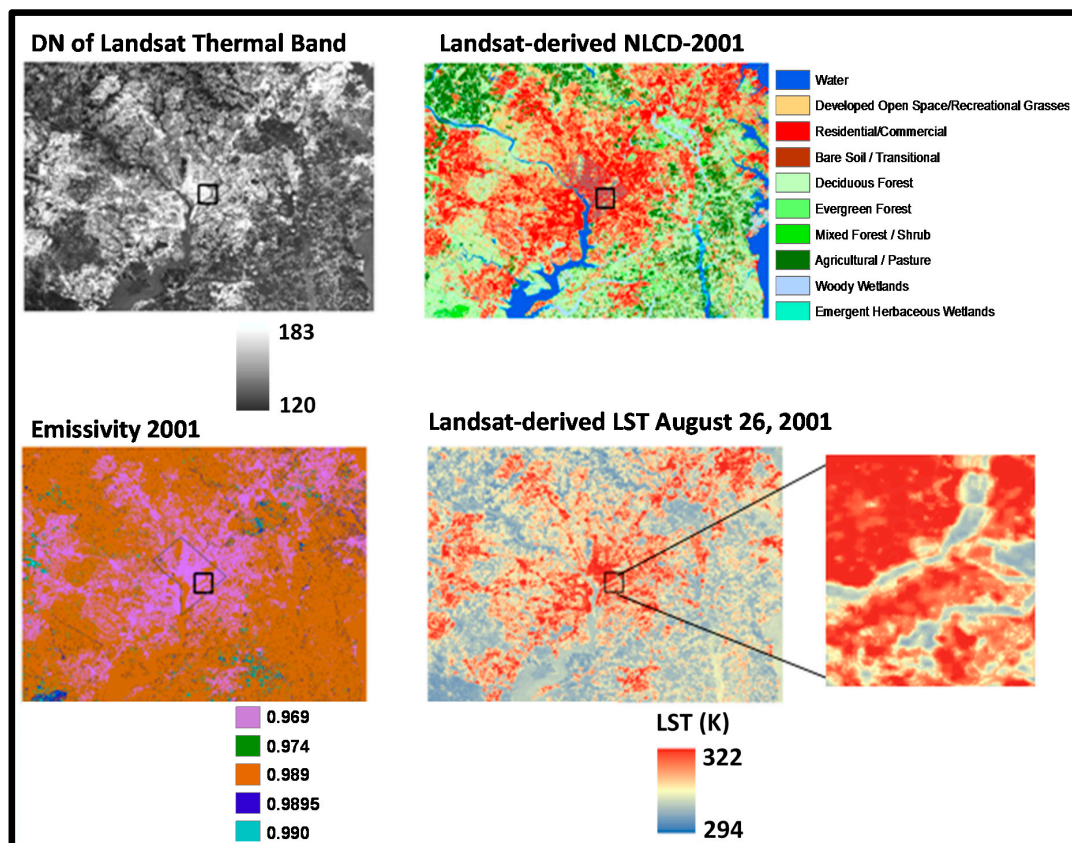 DN of Landsat Thermal Band
183
120
Landsat-derived NLCD-2001
Water
Developed Open Space/Recreational Grasses
Residential/Commercial
Bare Soil / Transitional
Deciduous Forest
Evergreen Forest
Mixed Forest / Shrub
Agricultural / Pasture
Woody Wetlands
Emergent Herbaceous Wetlands
Emissivity 2001
0.969
0.974
0.989
0.9895
0.990
Landsat-derived LST August 26, 2001
LST (K)
322
294